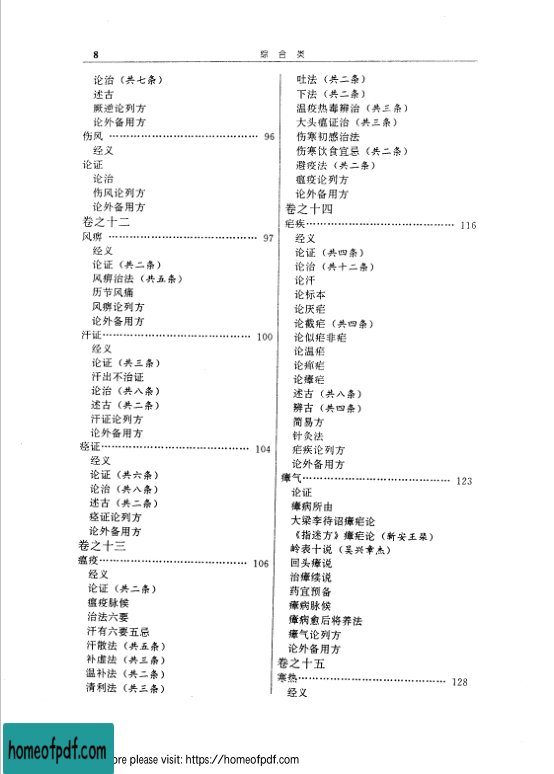 8
综合类
论治（共七条）
述古
厥逆论列方
论外备用方
伤风 …………………………………… 96
经义
论证
论治
伤风论列方
论外备用方
卷之十二
风痹 …………………………………… 97
经义
论证（共二条）
风痹治法（共五条）
历节风痛
风痹论列方
论外备用方
汗证…………………………………… 100
经义
论证（共三条）
汗出不治证
论治（共八条）
述古（共二条）
汗证论列方
论外备用方
痉证…………………………………… 104
经义
论证（共六条）
论治（共八条）
述古（共二条）
痉证论列方
论外备用方
卷之十三
瘟疫…………………………………… 106
经义
论证（共二条）
瘟疫脉候
治法六要
汗有六要五忌
汗散法（共五条）
补虚法（共三条）
温补法（共二条）
清利法（共三条）
吐法（共二条）
下法（共二条）
温疫热毒辨治（共三条）
大头瘟证治（共三条）
伤寒初感治法
伤寒饮食宜忌（共二条）
避疫法（共二条）
瘟疫论列方
论外备用方
卷之十四
疟疾…………………………………… 116
经义
论证（共四条）
论治（共十二条）
论汗
论标本
论厌疟
论截疟（共四条）
论似疟非疟
论温疟
论瘅疟
论瘴疟
述古（共八条）
辨古（共四条）
简易方
针灸法
疟疾论列方
论外备用方
瘴气…………………………………… 123
论证
瘴病所由
大梁李待诏瘴疟论
《指迷方》瘴疟论（新安王棐）
岭表十说（吴兴章杰）
回头瘴说
治瘴续说
药宜预备
瘴病脉候
瘴病愈后将养法
瘴气论列方
论外备用方
卷之十五
寒热…………………………………… 128
经义
homeofpdf.com
ore please visit: https://homeofpdf.com